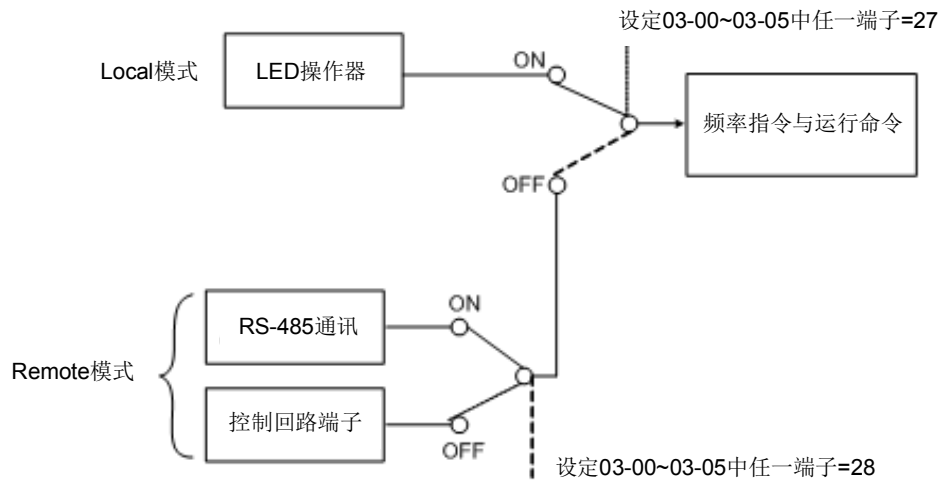 设定03-00~03-05中任一端子=27
Local模式
LED操作器
ON
频率指令与运行命令
OFF
RS-485通讯
ON
Remote模式
控制回路端子
OFF
设定03-00~03-05中任一端子=28